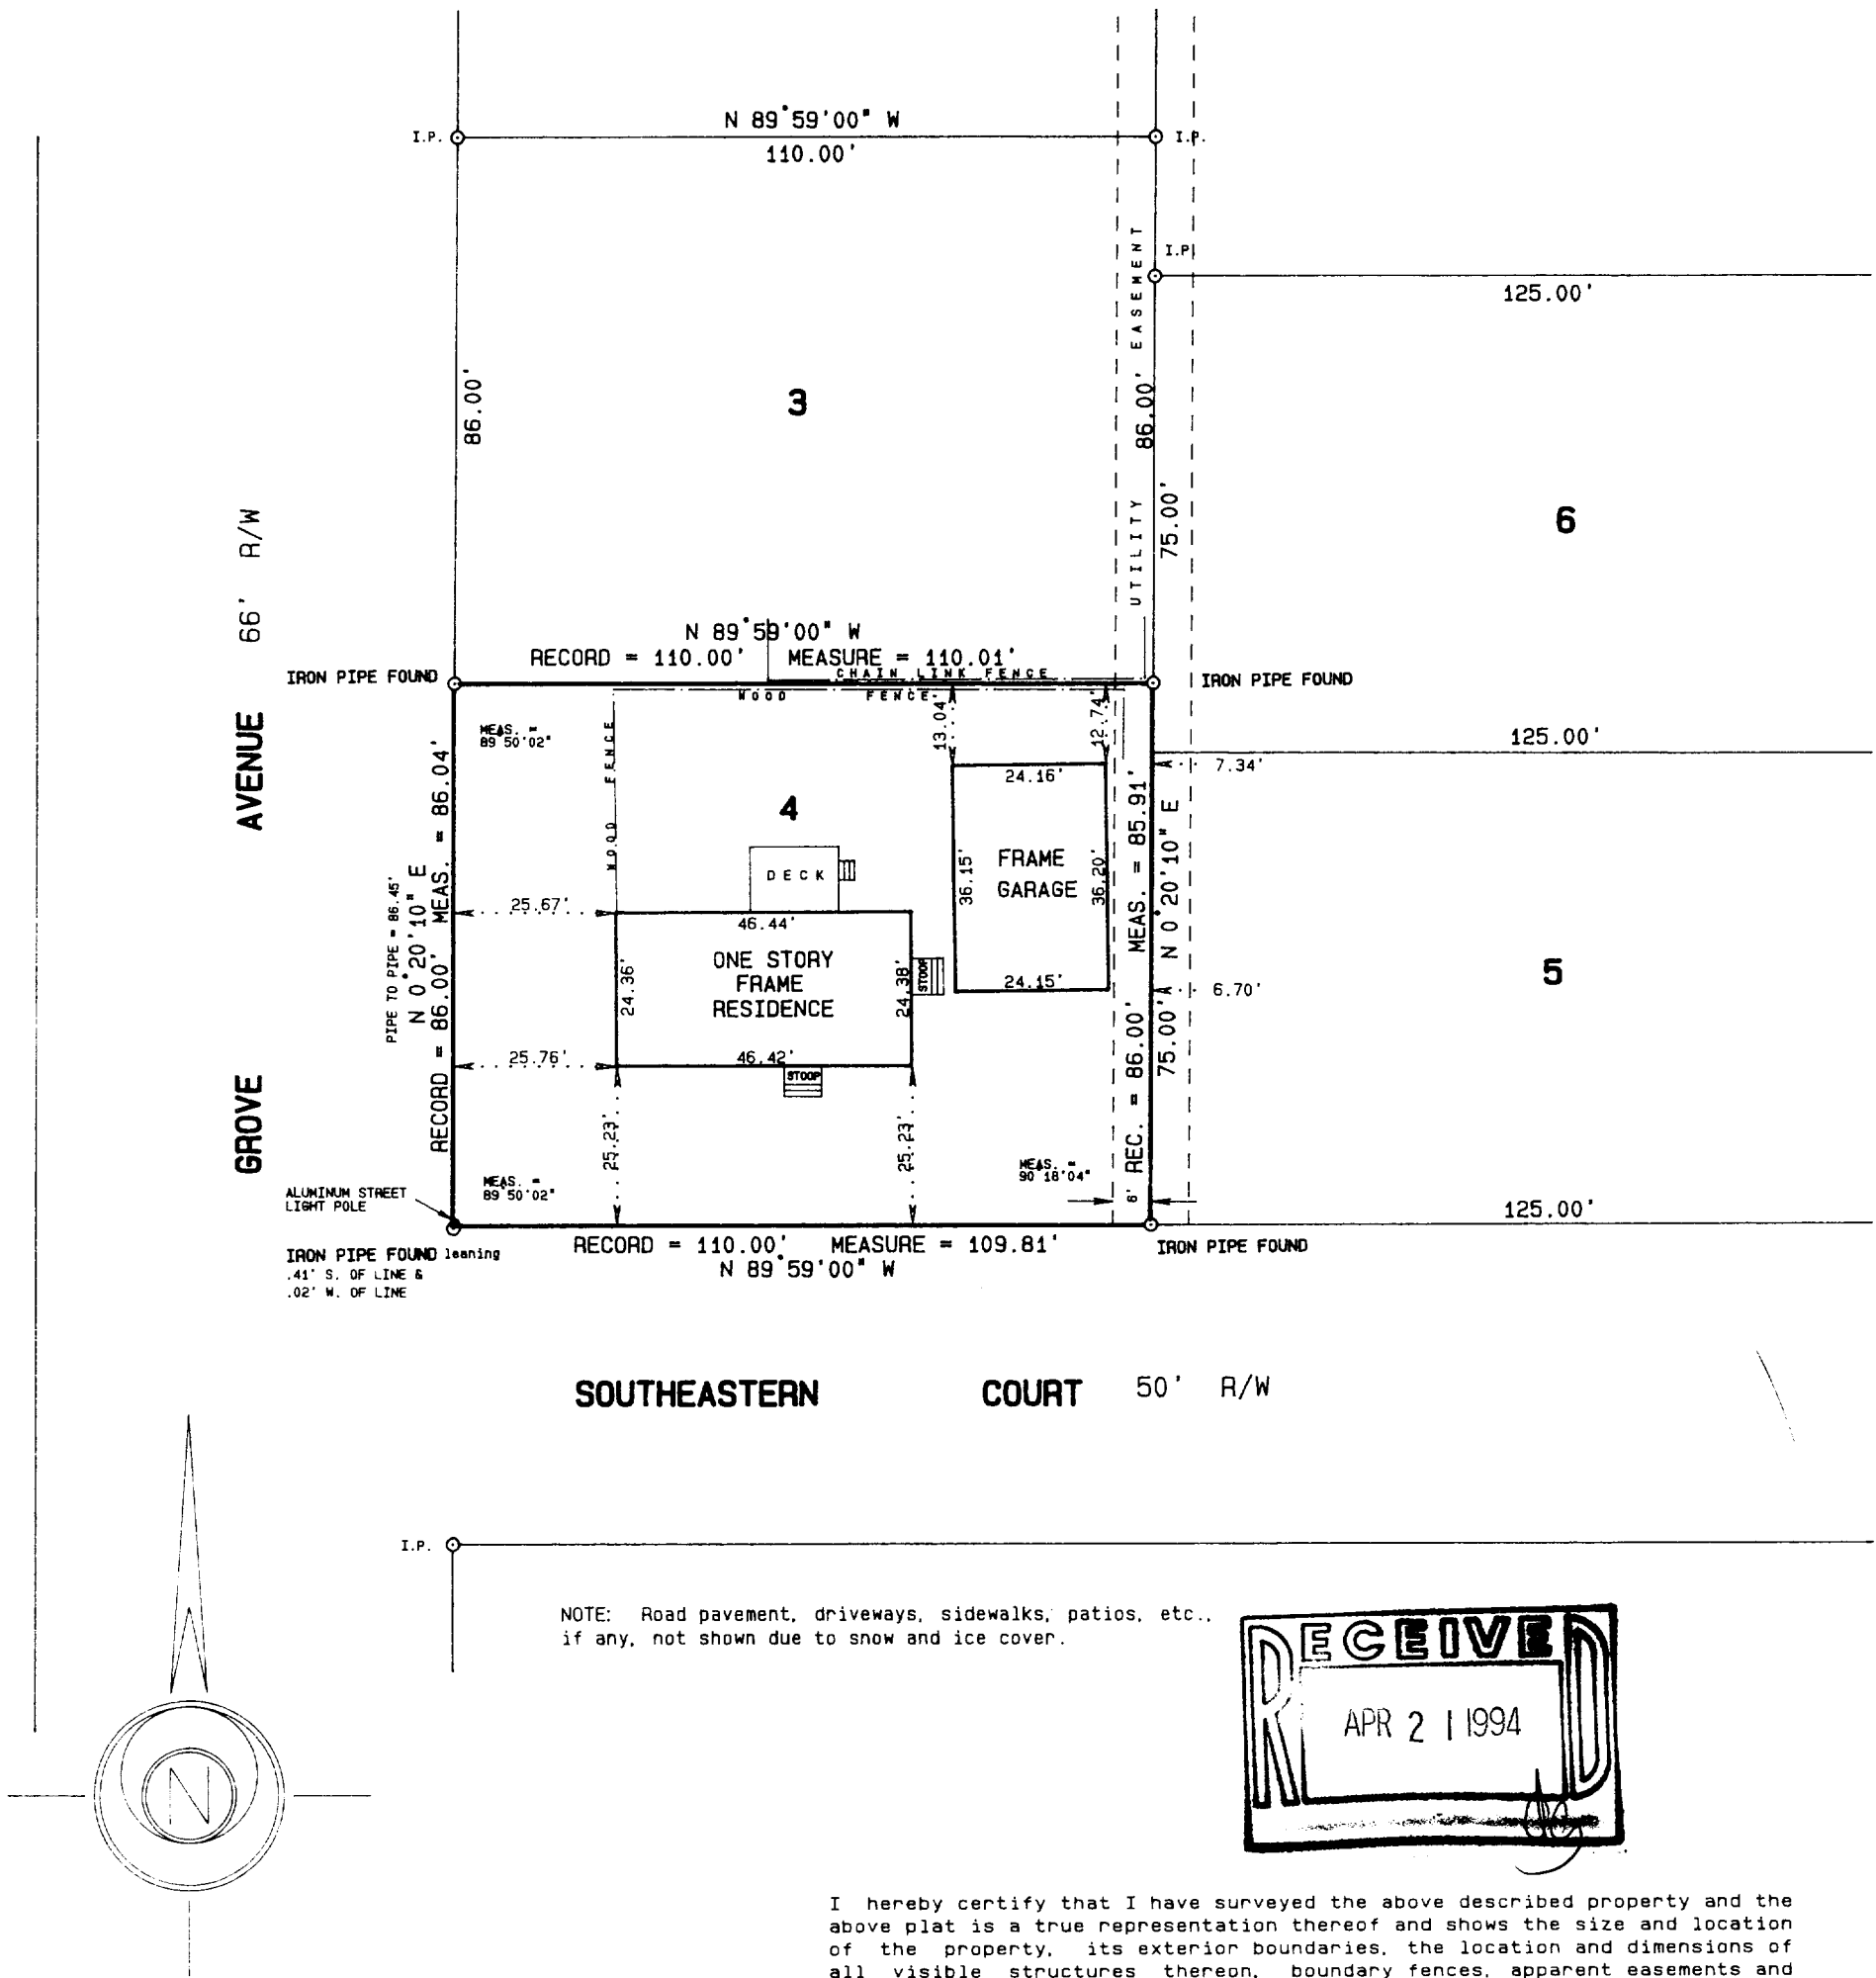 N 89°59'00" W
I.P.
I.P.
110.00'
I.P.
125.00'
UTILITY EASEMENT
86.00'
86.00'
3
75.00'
6
66' R/W
N 89°59'00" W
RECORD = 110.00' MEASURE = 110.01'
CHAIN LINK FENCE
IRON PIPE FOUND
IRON PIPE FOUND
WOOD FENCE
13.04'
12.74'
MEAS. =
89°50'02"
WOOD FENCE
AVENUE
125.00'
7.34'
24.16'
4
DECK
FRAME
GARAGE
36.15'
36.20'
PIPE TO PIPE = 86.45'
N 0°20'10" E
RECORD = 86.00' MEAS. = 86.04'
REC. = 86.00' MEAS. = 85.91'
75.00' N 0°20'10" E
25.67'
46.44'
ONE STORY
FRAME
RESIDENCE
24.36'
24.38'
STOOP
24.15'
6.70'
5
25.76'
46.42'
STOOP
25.23'
25.23'
MEAS. =
90°18'04"
6'
GROVE
MEAS. =
89°50'02"
ALUMINUM STREET
LIGHT POLE
125.00'
IRON PIPE FOUND leaning
.41' S. OF LINE &
.02' W. OF LINE
RECORD = 110.00' MEASURE = 109.81'
N 89°59'00" W
IRON PIPE FOUND
SOUTHEASTERN COURT 50' R/W
I.P.
NOTE: Road pavement, driveways, sidewalks, patios, etc.,
if any, not shown due to snow and ice cover.
RECEIVED
APR 21 1994
N
I hereby certify that I have surveyed the above described property and the
above plat is a true representation thereof and shows the size and location
of the property, its exterior boundaries, the location and dimensions of
all visible structures thereon, boundary fences, apparent easements and